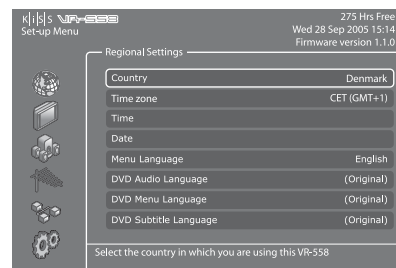 KiSS VR-558
275 Hrs Free
Set-up Menu
Wed 28 Sep 2005 15:14
Firmware version 1.1.0
Regional Settings
Country Denmark
Time zone CET (GMT+1)
Time
Date
Menu Language English
DVD Audio Language (Original)
DVD Menu Language (Original)
DVD Subtitle Language (Original)
Select the country in which you are using this VR-558